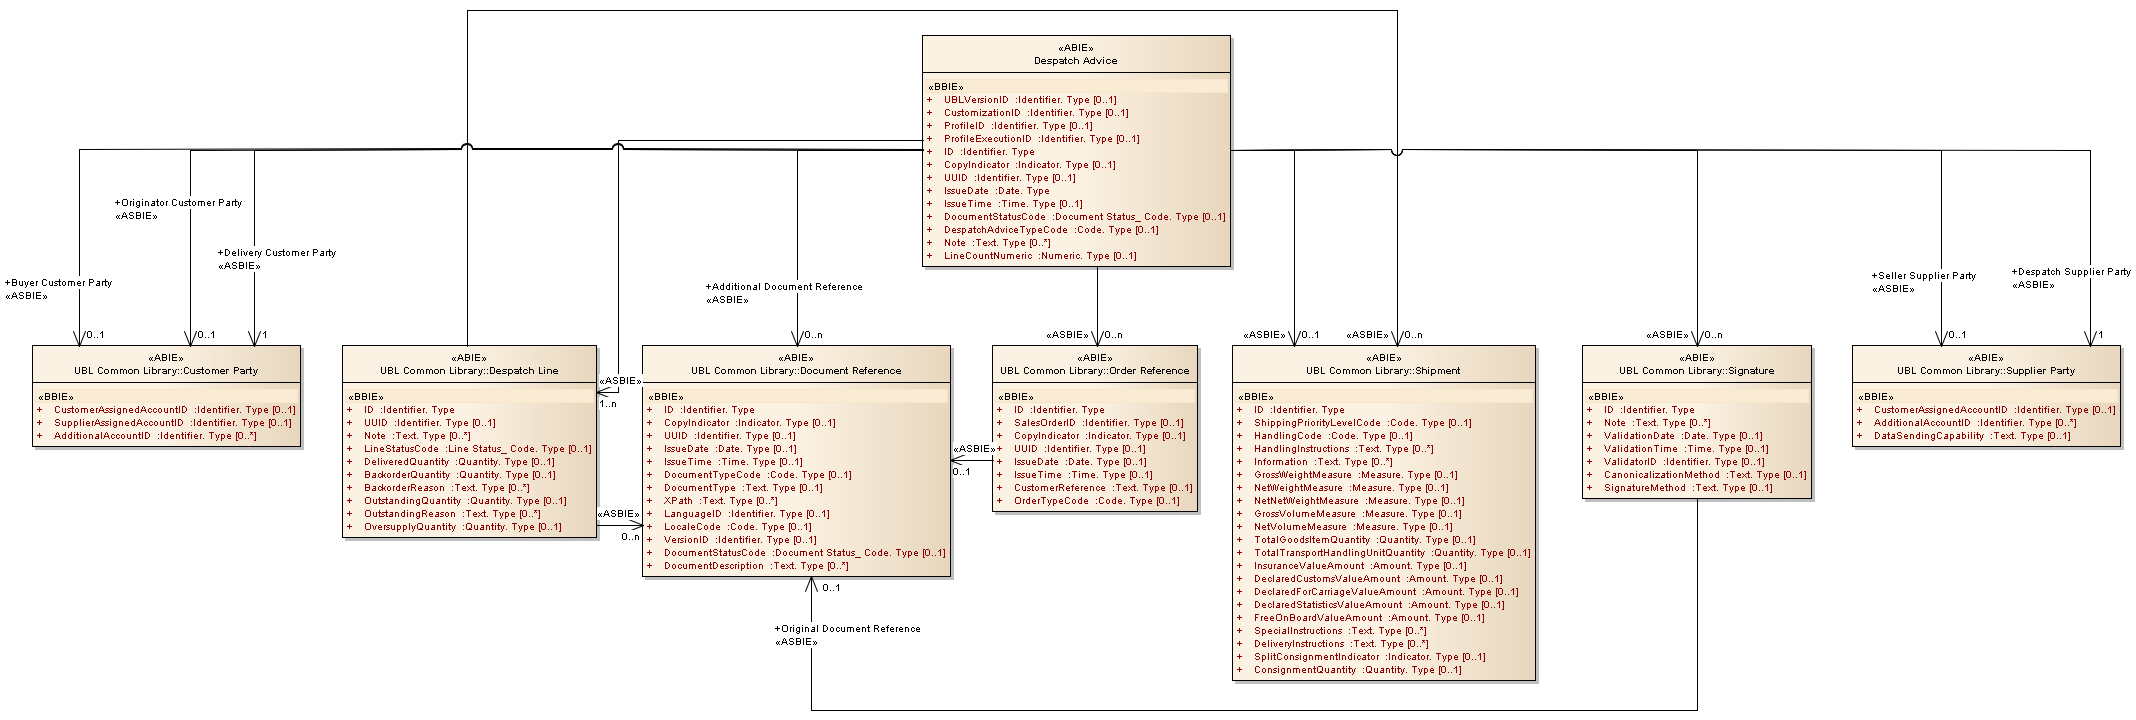 «ABIE»
Despatch Advice
«BBIE»
+ UBLVersionID :Identifier. Type [0..1]
+ CustomizationID :Identifier. Type [0..1]
+ ProfileID :Identifier. Type [0..1]
+ ProfileExecutionID :Identifier. Type [0..1]
+ ID :Identifier. Type
+ CopyIndicator :Indicator. Type [0..1]
+ UUID :Identifier. Type [0..1]
+ IssueDate :Date. Type
+ IssueTime :Time. Type [0..1]
+ DocumentStatusCode :Document Status_ Code. Type [0..1]
+ DespatchAdviceTypeCode :Code. Type [0..1]
+ Note :Text. Type [0..*]
+ LineCountNumeric :Numeric. Type [0..1]
+Originator Customer Party
«ASBIE»
+Delivery Customer Party
«ASBIE»
+Buyer Customer Party
«ASBIE»
+Additional Document Reference
«ASBIE»
+Seller Supplier Party
«ASBIE»
+Despatch Supplier Party
«ASBIE»
0..1
0..1
1
0..n
«ASBIE» 0..n
«ASBIE» 0..1
«ASBIE» 0..n
«ASBIE» 0..n
0..1
1
«ABIE»
UBL Common Library::Customer Party
«BBIE»
+ CustomerAssignedAccountID :Identifier. Type [0..1]
+ SupplierAssignedAccountID :Identifier. Type [0..1]
+ AdditionalAccountID :Identifier. Type [0..*]
«ABIE»
UBL Common Library::Despatch Line
«BBIE»
+ ID :Identifier. Type
+ UUID :Identifier. Type [0..1]
+ Note :Text. Type [0..*]
+ LineStatusCode :Line Status_ Code. Type [0..1]
+ DeliveredQuantity :Quantity. Type [0..1]
+ BackorderQuantity :Quantity. Type [0..1]
+ BackorderReason :Text. Type [0..*]
+ OutstandingQuantity :Quantity. Type [0..1]
+ OutstandingReason :Text. Type [0..*]
+ OversupplyQuantity :Quantity. Type [0..1]
«ASBIE»
1..n
«ASBIE»
0..n
«ABIE»
UBL Common Library::Document Reference
«BBIE»
+ ID :Identifier. Type
+ CopyIndicator :Indicator. Type [0..1]
+ UUID :Identifier. Type [0..1]
+ IssueDate :Date. Type [0..1]
+ IssueTime :Time. Type [0..1]
+ DocumentTypeCode :Code. Type [0..1]
+ DocumentType :Text. Type [0..1]
+ XPath :Text. Type [0..*]
+ LanguageID :Identifier. Type [0..1]
+ LocaleCode :Code. Type [0..1]
+ VersionID :Identifier. Type [0..1]
+ DocumentStatusCode :Document Status_ Code. Type [0..1]
+ DocumentDescription :Text. Type [0..*]
«ASBIE»
0..1
«ABIE»
UBL Common Library::Order Reference
«BBIE»
+ ID :Identifier. Type
+ SalesOrderID :Identifier. Type [0..1]
+ CopyIndicator :Indicator. Type [0..1]
+ UUID :Identifier. Type [0..1]
+ IssueDate :Date. Type [0..1]
+ IssueTime :Time. Type [0..1]
+ CustomerReference :Text. Type [0..1]
+ OrderTypeCode :Code. Type [0..1]
«ABIE»
UBL Common Library::Shipment
«BBIE»
+ ID :Identifier. Type
+ ShippingPriorityLevelCode :Code. Type [0..1]
+ HandlingCode :Code. Type [0..1]
+ HandlingInstructions :Text. Type [0..*]
+ Information :Text. Type [0..*]
+ GrossWeightMeasure :Measure. Type [0..1]
+ NetWeightMeasure :Measure. Type [0..1]
+ NetNetWeightMeasure :Measure. Type [0..1]
+ GrossVolumeMeasure :Measure. Type [0..1]
+ NetVolumeMeasure :Measure. Type [0..1]
+ TotalGoodsItemQuantity :Quantity. Type [0..1]
+ TotalTransportHandlingUnitQuantity :Quantity. Type [0..1]
+ InsuranceValueAmount :Amount. Type [0..1]
+ DeclaredCustomsValueAmount :Amount. Type [0..1]
+ DeclaredForCarriageValueAmount :Amount. Type [0..1]
+ DeclaredStatisticsValueAmount :Amount. Type [0..1]
+ FreeOnBoardValueAmount :Amount. Type [0..1]
+ SpecialInstructions :Text. Type [0..*]
+ DeliveryInstructions :Text. Type [0..*]
+ SplitConsignmentIndicator :Indicator. Type [0..1]
+ ConsignmentQuantity :Quantity. Type [0..1]
«ABIE»
UBL Common Library::Signature
«BBIE»
+ ID :Identifier. Type
+ Note :Text. Type [0..*]
+ ValidationDate :Date. Type [0..1]
+ ValidationTime :Time. Type [0..1]
+ ValidatorID :Identifier. Type [0..1]
+ CanonicalizationMethod :Text. Type [0..1]
+ SignatureMethod :Text. Type [0..1]
«ABIE»
UBL Common Library::Supplier Party
«BBIE»
+ CustomerAssignedAccountID :Identifier. Type [0..1]
+ AdditionalAccountID :Identifier. Type [0..*]
+ DataSendingCapability :Text. Type [0..1]
0..1
+Original Document Reference
«ASBIE»